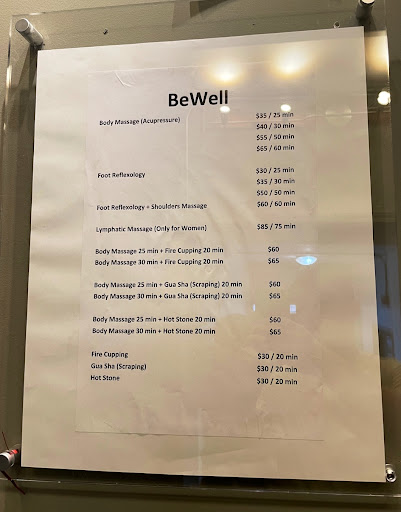 BeWell
Body Massage (Acupressure) $35 / 25 min
$40 / 30 min
$55 / 50 min
$65 / 60 min
Foot Reflexology $30 / 25 min
$35 / 30 min
$50 / 50 min
Foot Reflexology + Shoulders Massage $60 / 60 min
Lymphatic Massage (Only for Women) $85 / 75 min
Body Massage 25 min + Fire Cupping 20 min $60
Body Massage 30 min + Fire Cupping 20 min $65
Body Massage 25 min + Gua Sha (Scraping) 20 min $60
Body Massage 30 min + Gua Sha (Scraping) 20 min $65
Body Massage 25 min + Hot Stone 20 min $60
Body Massage 30 min + Hot Stone 20 min $65
Fire Cupping $30 / 20 min
Gua Sha (Scraping) $30 / 20 min
Hot Stone $30 / 20 min